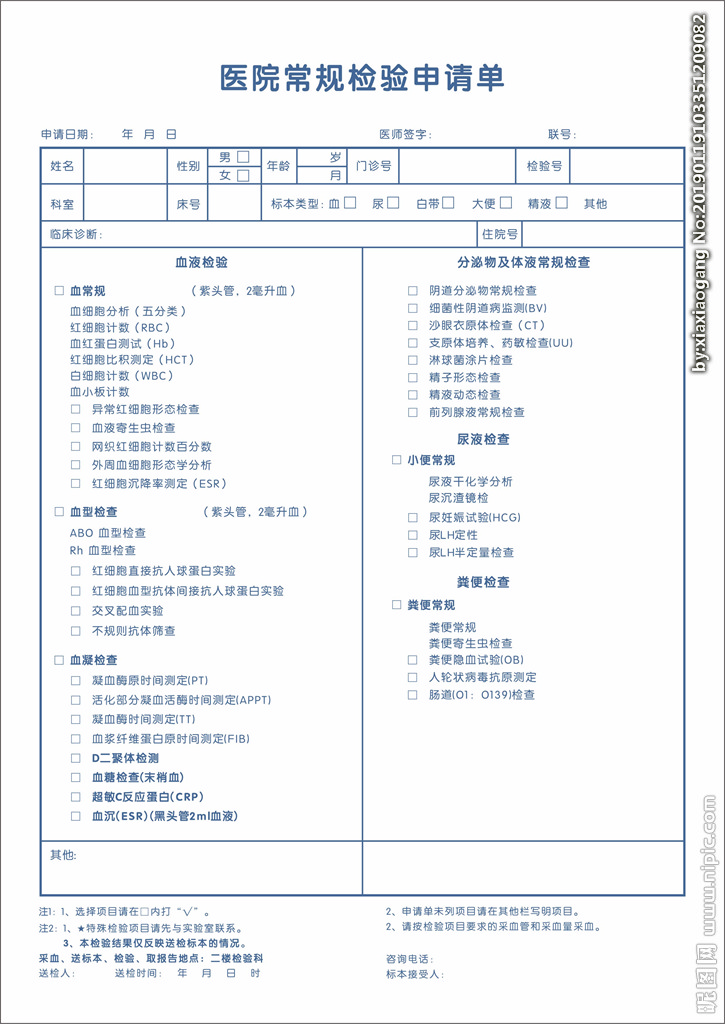 医院常规检验申请单
申请日期： 年 月 日 医师签字： 联号：
姓名 性别 男 □ 女 □ 年龄 岁 月 门诊号 检验号
科室 床号 标本类型：血□ 尿□ 白带□ 大便□ 精液□ 其他
临床诊断： 住院号
血液检验
□ 血常规 （紫头管，2毫升血）
血细胞分析（五分类）
红细胞计数（RBC）
血红蛋白测试（Hb）
红细胞比积测定（HCT）
白细胞计数（WBC）
血小板计数
□ 异常红细胞形态检查
□ 血液寄生虫检查
□ 网织红细胞计数百分数
□ 外周血细胞形态学分析
□ 红细胞沉降率测定（ESR）
□ 血型检查 （紫头管，2毫升血）
ABO 血型检查
Rh 血型检查
□ 红细胞直接抗人球蛋白实验
□ 红细胞血型抗体间接抗人球蛋白实验
□ 交叉配血实验
□ 不规则抗体筛查
□ 血凝检查
□ 凝血酶原时间测定(PT)
□ 活化部分凝血活酶时间测定(APPT)
□ 凝血酶时间测定(TT)
□ 血浆纤维蛋白原时间测定(FIB)
□ D二聚体检测
□ 血糖检查(末梢血)
□ 超敏C反应蛋白(CRP)
□ 血沉(ESR)(黑头管2ml血液)
分泌物及体液常规检查
□ 阴道分泌物常规检查
□ 细菌性阴道病监测(BV)
□ 沙眼衣原体检查（CT）
□ 支原体培养、药敏检查(UU)
□ 淋球菌涂片检查
□ 精子形态检查
□ 精液动态检查
□ 前列腺液常规检查
尿液检查
□ 小便常规
尿液干化学分析
尿沉渣镜检
□ 尿妊娠试验(HCG)
□ 尿LH定性
□ 尿LH半定量检查
粪便检查
□ 粪便常规
粪便常规
粪便寄生虫检查
□ 粪便隐血试验(OB)
□ 人轮状病毒抗原测定
□ 肠道(O1：O139)检查
其他:
注1: 1、选择项目请在□内打“√”。 2、申请单未列项目请在其他栏写明项目。
注2: 1、★特殊检验项目请先与实验室联系。 2、请按检验项目要求的采血管和采血量采血。
3、本检验结果仅反映送检标本的情况。
采血、送标本、检验、取报告地点：二楼检验科 咨询电话：
送检人： 送检时间： 年 月 日 时 标本接受人：
by:xiaxiaogang No:20190119103351209082
昵图网 www.nipic.com